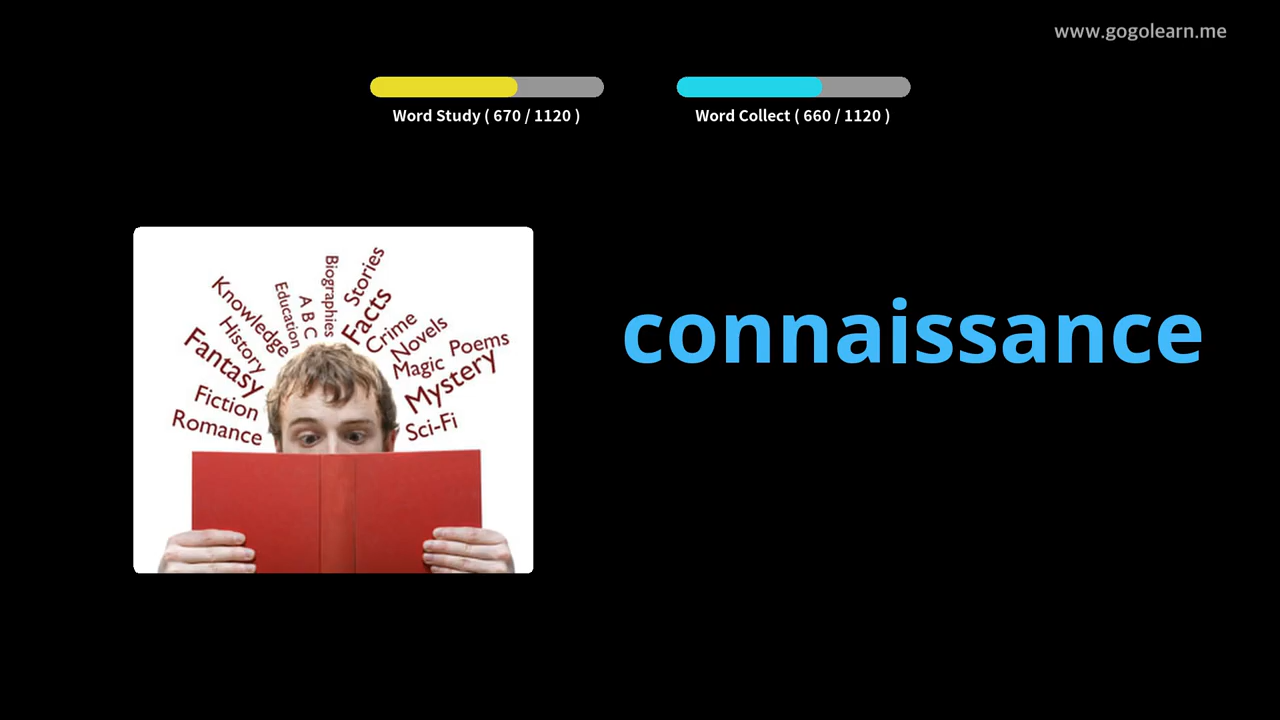 www.gogolearn.me
Word Study ( 670 / 1120 )
Word Collect ( 660 / 1120 )
connaissance
Romance
Fiction
Fantasy
History
Knowledge
Education
A B C
Biographies
Stories
Facts
Crime
Novels
Magic
Poems
Mystery
Sci-Fi